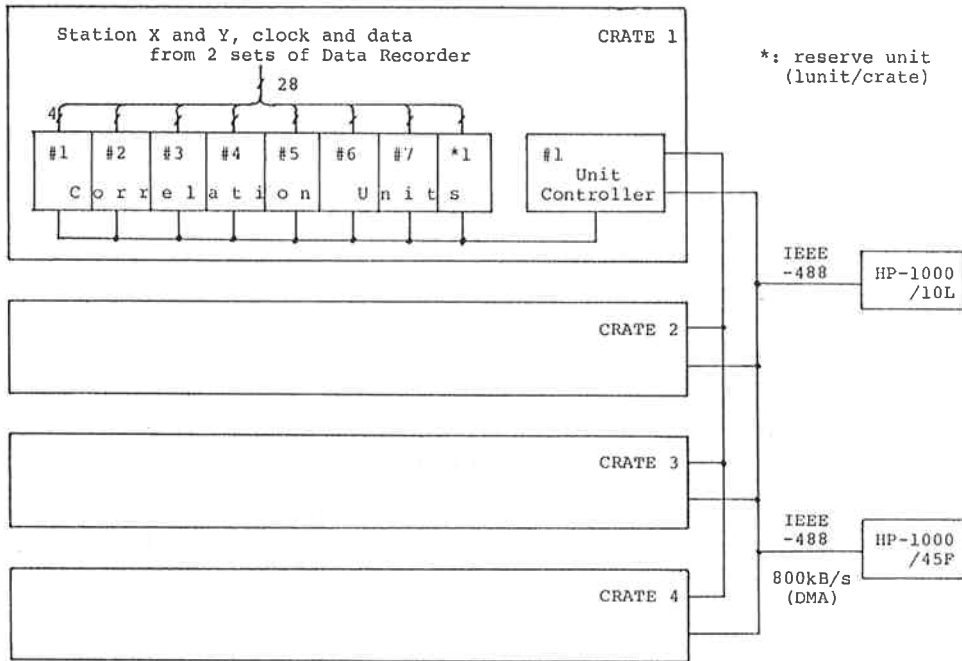 Station X and Y, clock and data
from 2 sets of Data Recorder
CRATE 1
*: reserve unit
(lunit/crate)
28
4
#1 #2 #3 #4 #5 #6 #7 *1
Correlation Units
#1
Unit
Controller
IEEE
-488
HP-1000
/10L
CRATE 2
CRATE 3
IEEE
-488
HP-1000
/45F
800kB/s
(DMA)
CRATE 4